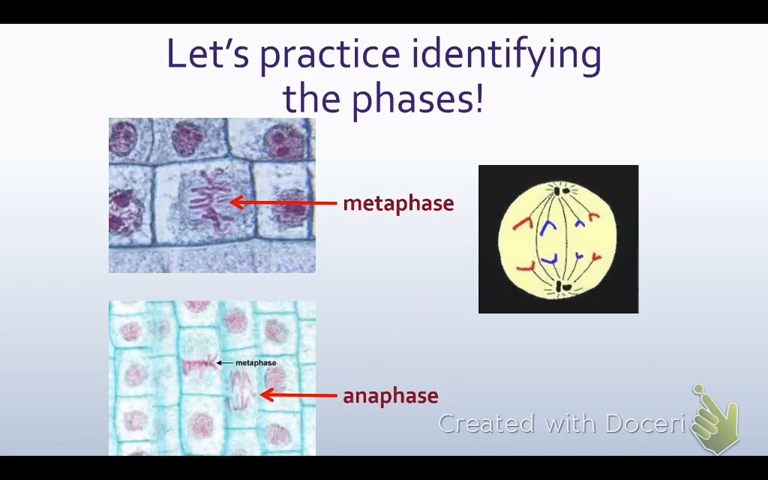 Let's practice identifying
the phases!
metaphase
metaphase
anaphase
Created with Doceri